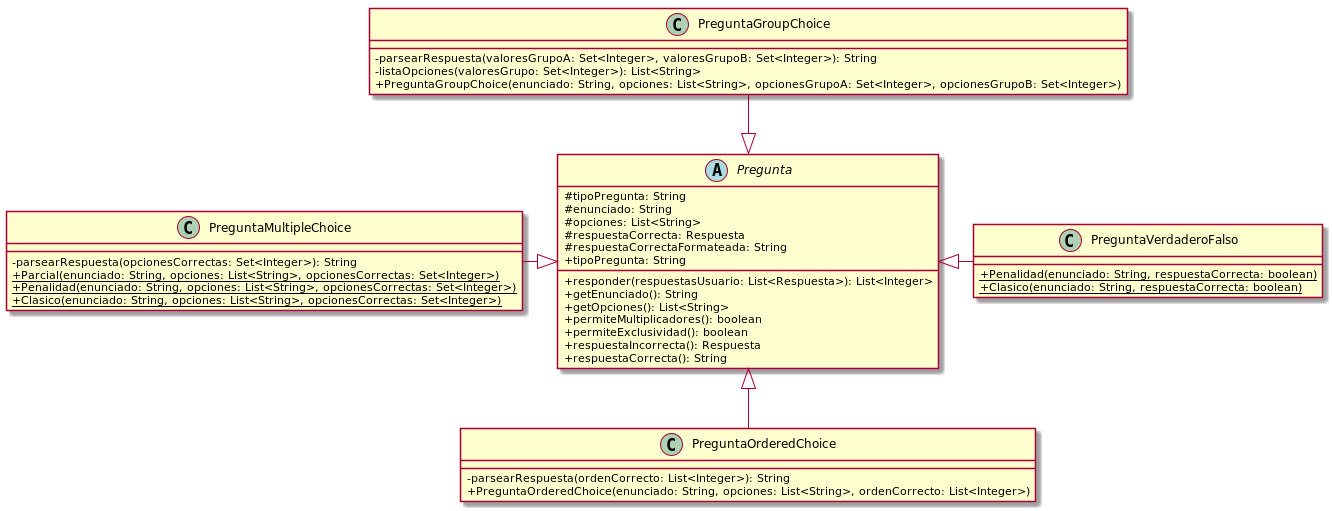 C PreguntaGroupChoice
-parsearRespuesta(valoresGrupoA: Set<Integer>, valoresGrupoB: Set<Integer>): String
-listaOpciones(valoresGrupo: Set<Integer>): List<String>
+PreguntaGroupChoice(enunciado: String, opciones: List<String>, opcionesGrupoA: Set<Integer>, opcionesGrupoB: Set<Integer>)
A Pregunta
#tipoPregunta: String
#enunciado: String
#opciones: List<String>
#respuestaCorrecta: Respuesta
#respuestaCorrectaFormateada: String
+tipoPregunta: String
+responder(respuestasUsuario: List<Respuesta>): List<Integer>
+getEnunciado(): String
+getOpciones(): List<String>
+permiteMultiplicadores(): boolean
+permiteExclusividad(): boolean
+respuestaIncorrecta(): Respuesta
+respuestaCorrecta(): String
C PreguntaMultipleChoice
-parsearRespuesta(opcionesCorrectas: Set<Integer>): String
+Parcial(enunciado: String, opciones: List<String>, opcionesCorrectas: Set<Integer>)
+Penalidad(enunciado: String, opciones: List<String>, opcionesCorrectas: Set<Integer>)
+Clasico(enunciado: String, opciones: List<String>, opcionesCorrectas: Set<Integer>)
C PreguntaVerdaderoFalso
+Penalidad(enunciado: String, respuestaCorrecta: boolean)
+Clasico(enunciado: String, respuestaCorrecta: boolean)
C PreguntaOrderedChoice
-parsearRespuesta(ordenCorrecto: List<Integer>): String
+PreguntaOrderedChoice(enunciado: String, opciones: List<String>, ordenCorrecto: List<Integer>)